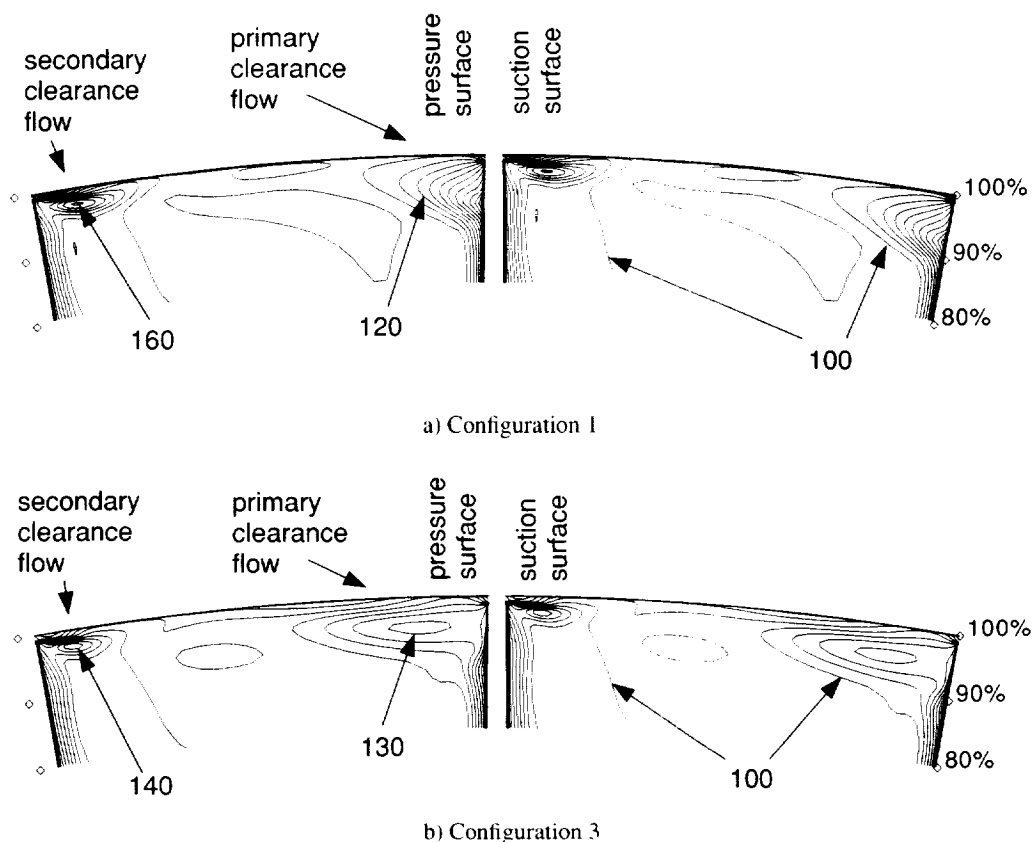 secondary
clearance
flow
primary
clearance
flow
pressure
surface
suction
surface
100%
90%
80%
160
120
100
a) Configuration 1
secondary
clearance
flow
primary
clearance
flow
pressure
surface
suction
surface
100%
90%
80%
140
130
100
b) Configuration 3